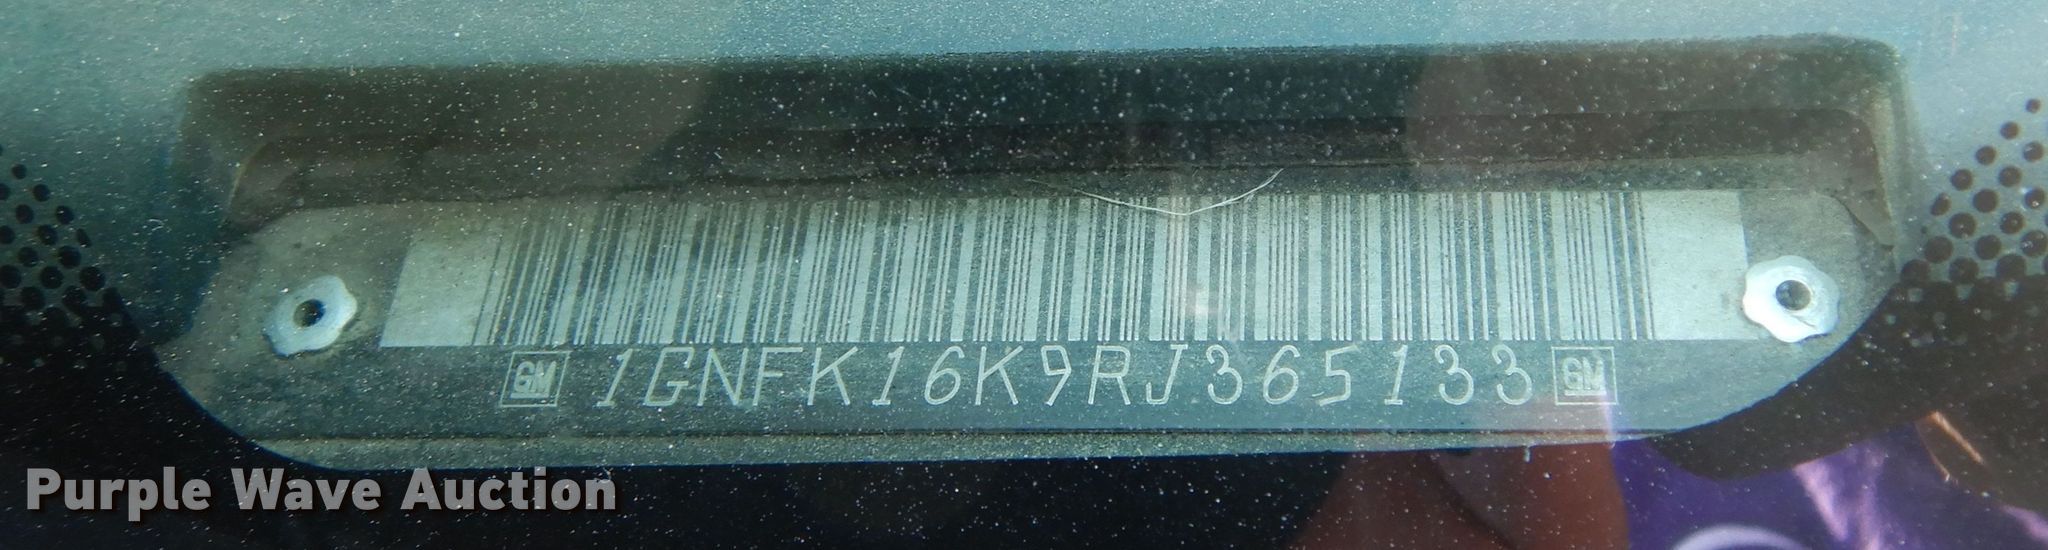 GM 1GNFK16K9RJ365133 GM
Purple Wave Auction